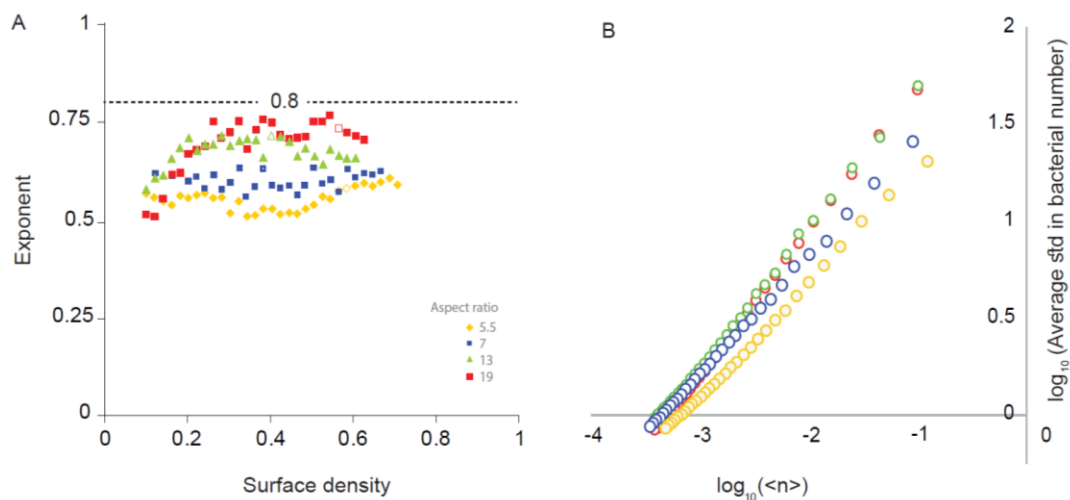 A
1
0.8
0.75
Exponent
0.5
0.25
0
Aspect ratio
5.5
7
13
19
0 0.2 0.4 0.6 0.8 1
Surface density
B
2
1.5
1
0.5
0
log10 (Average std in bacterial number)
-4 -3 -2 -1 0
log10(<n>)